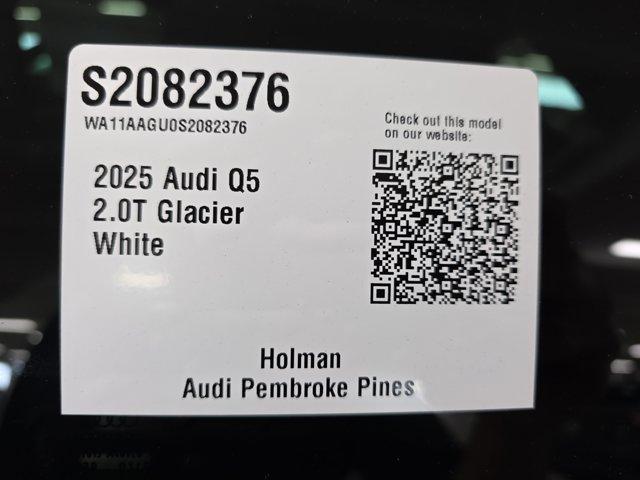 S2082376
WA11AAGU0S2082376
Check out this model
on our website:
2025 Audi Q5
2.0T Glacier
White
Holman
Audi Pembroke Pines